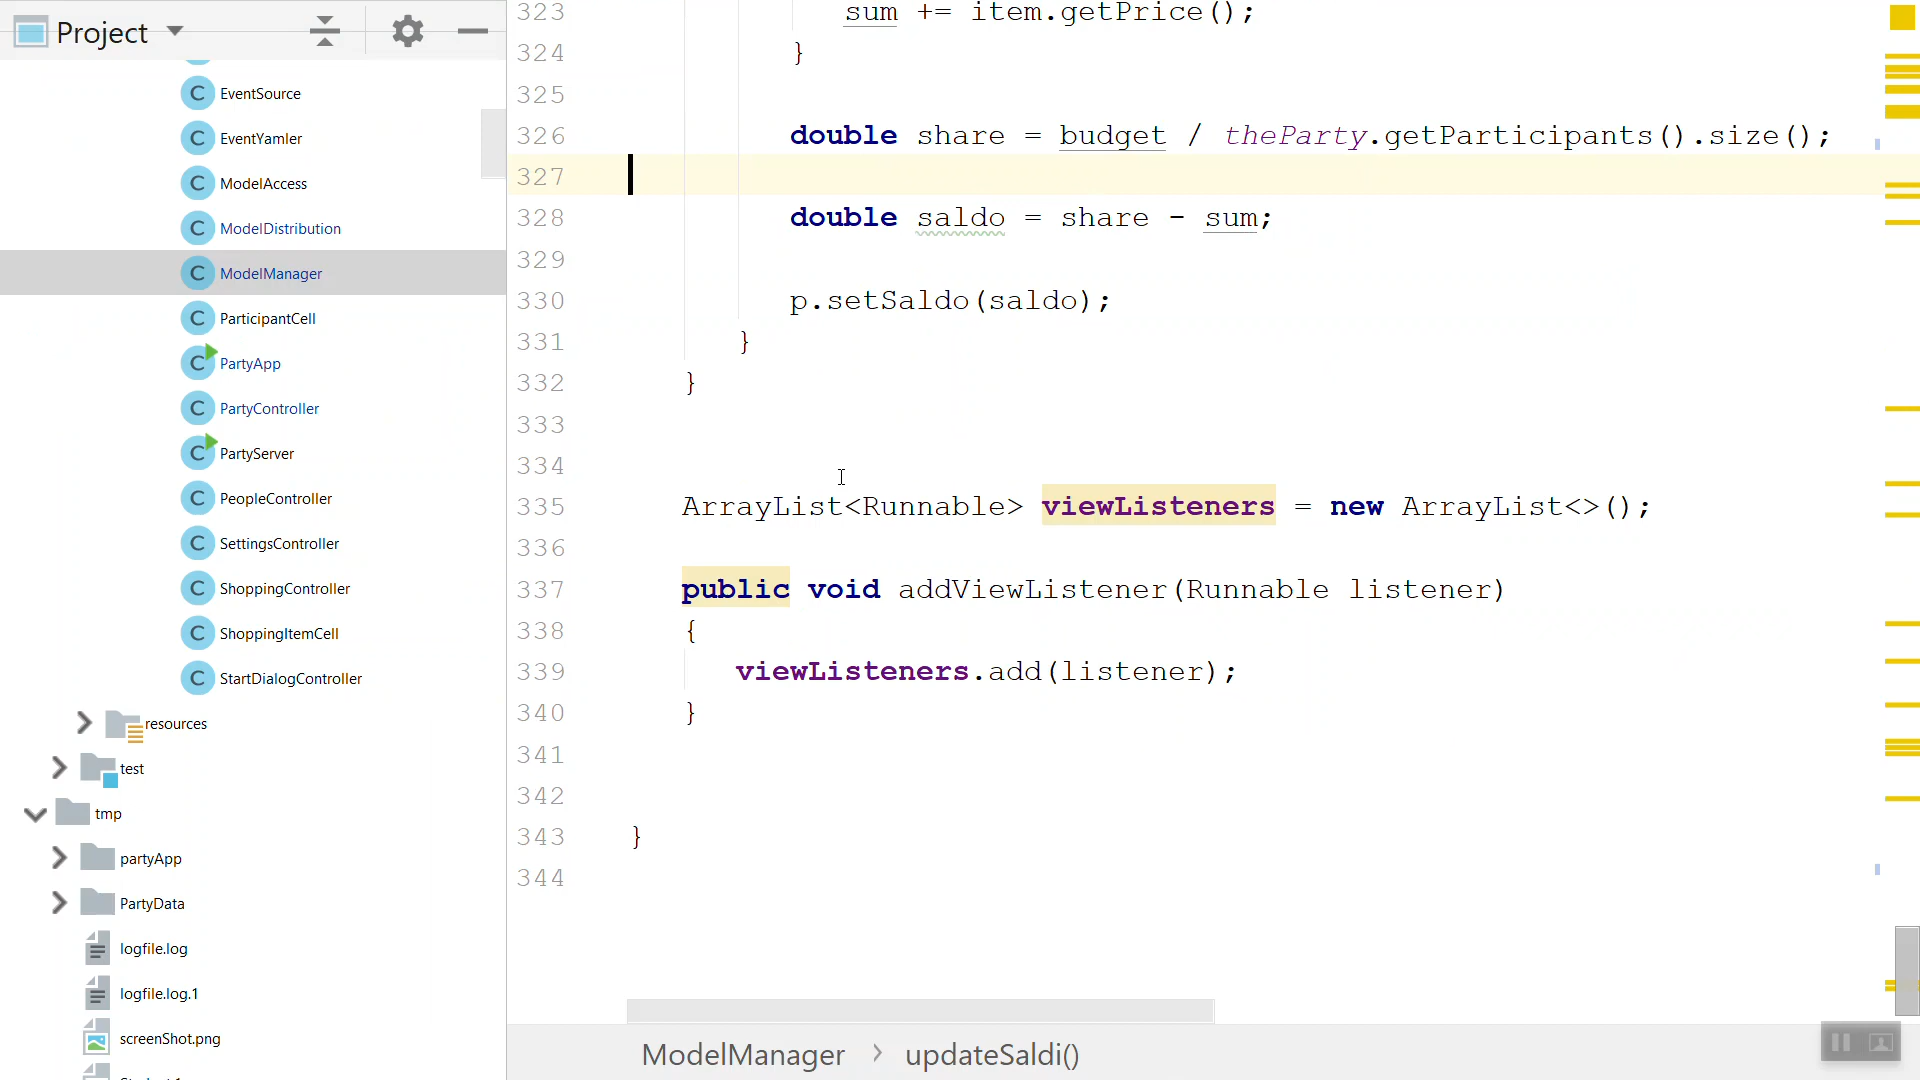 Project
EventSource
EventYamler
ModelAccess
ModelDistribution
ModelManager
ParticipantCell
PartyApp
PartyController
PartyServer
PeopleController
SettingsController
ShoppingController
ShoppingItemCell
StartDialogController
resources
test
tmp
partyApp
PartyData
logfile.log
logfile.log.1
screenShot.png
323 sum += item.getPrice();
324 }
325
326 double share = budget / theParty.getParticipants().size();
327
328 double saldo = share - sum;
329
330 p.setSaldo(saldo);
331 }
332 }
333
334
335 ArrayList<Runnable> viewListeners = new ArrayList<>();
336
337 public void addViewListener(Runnable listener)
338 {
339 viewListeners.add(listener);
340 }
341
342
343 }
344
ModelManager > updateSaldi()